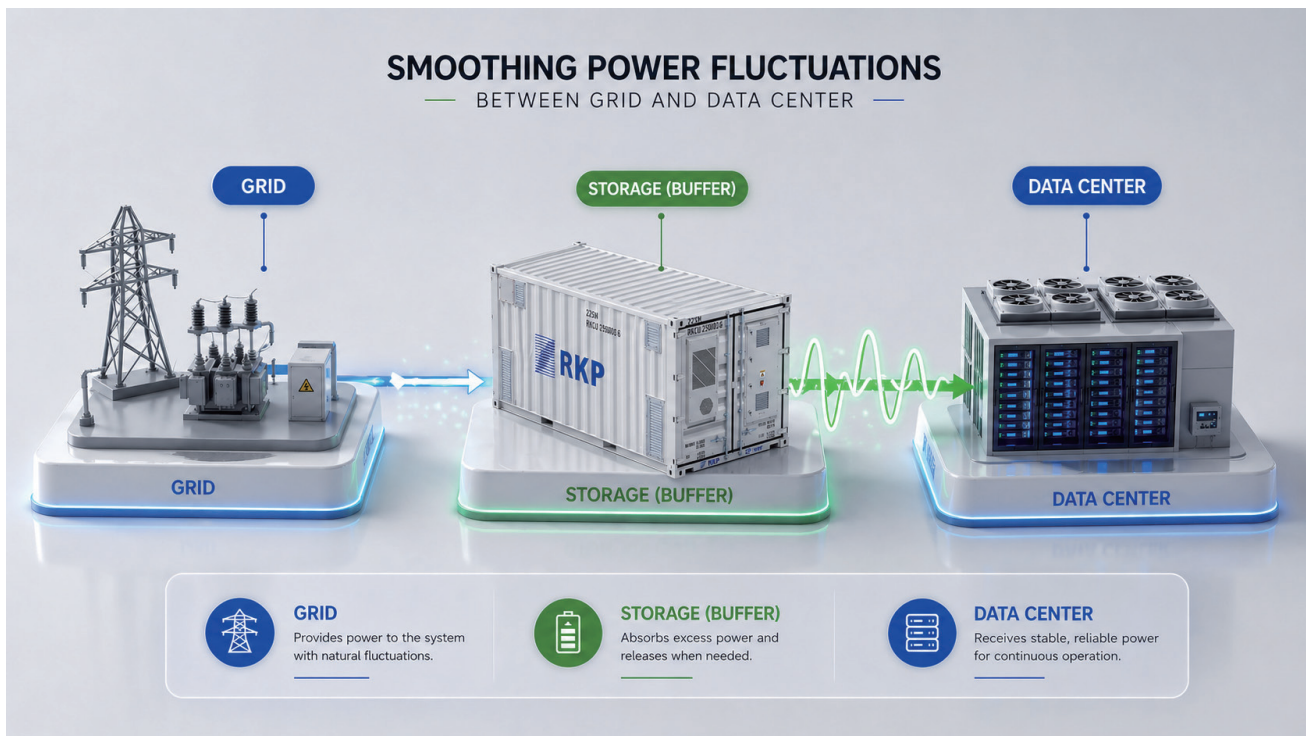 SMOOTHING POWER FLUCTUATIONS
BETWEEN GRID AND DATA CENTER
GRID
STORAGE (BUFFER)
DATA CENTER
RKP
GRID
STORAGE (BUFFER)
DATA CENTER
GRID
Provides power to the system
with natural fluctuations.
STORAGE (BUFFER)
Absorbs excess power and
releases when needed.
DATA CENTER
Receives stable, reliable power
for continuous operation.